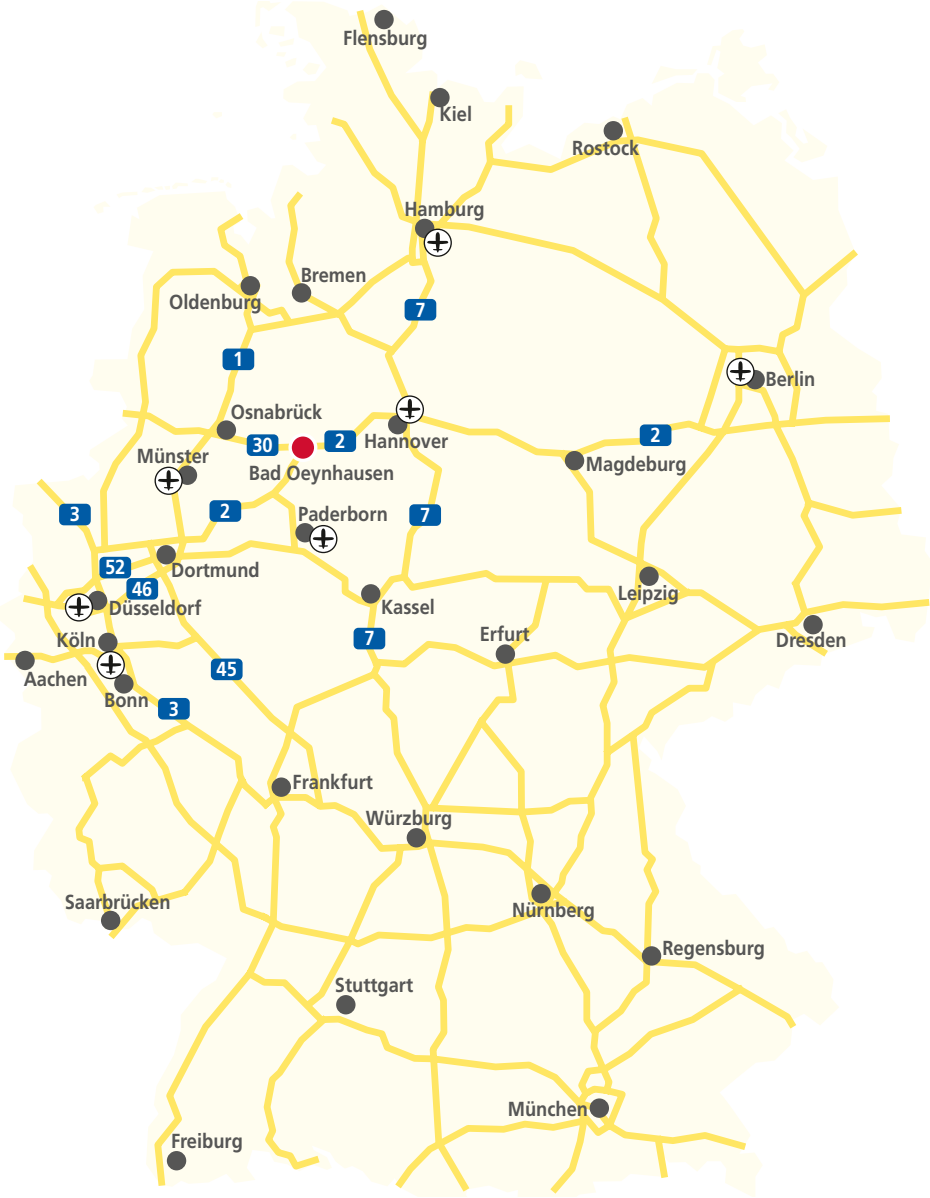 Flensburg
Kiel
Rostock
Hamburg
Bremen
Oldenburg
7
1
Berlin
Osnabrück
30
2
Hannover
2
Münster
Bad Oeynhausen
Magdeburg
3
2
Paderborn
7
52
Dortmund
46
Düsseldorf
Leipzig
Kassel
Köln
7
Erfurt
Dresden
Aachen
45
Bonn
3
Frankfurt
Würzburg
Saarbrücken
Nürnberg
Regensburg
Stuttgart
München
Freiburg